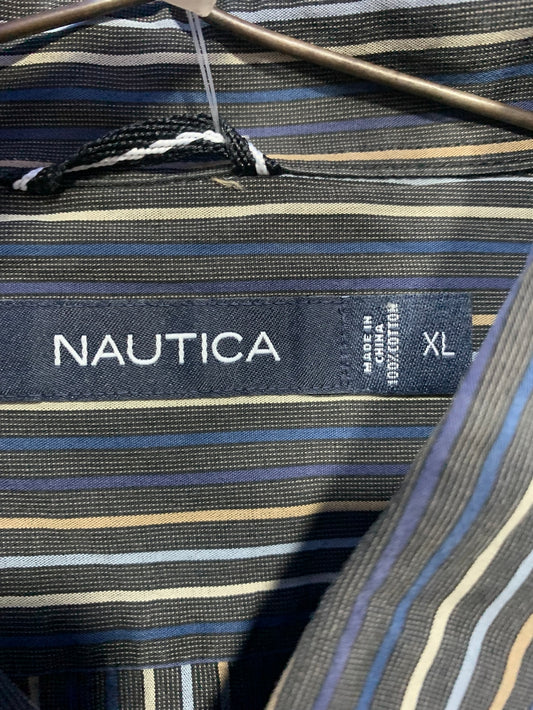 NAUTICA
MADE IN
CHINA
100% COTTON
XL